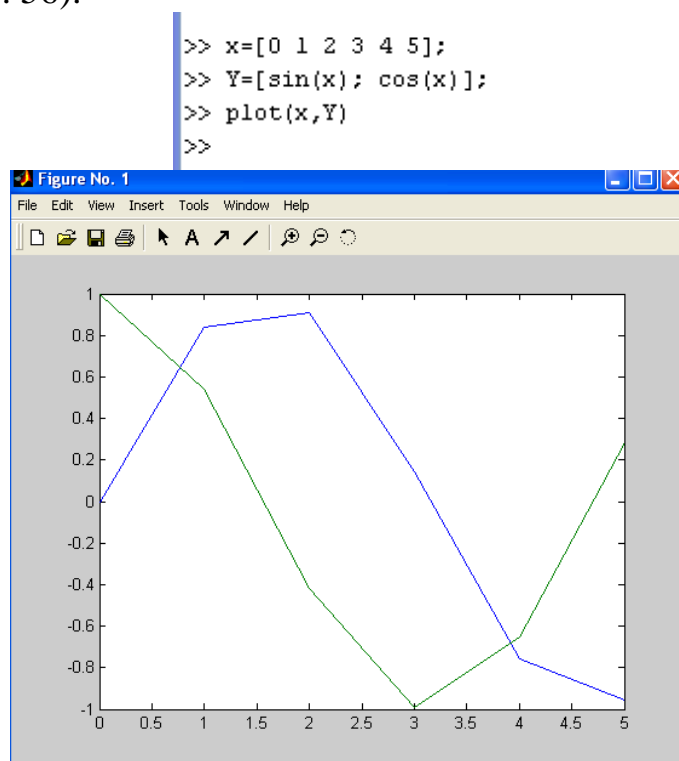 . 38).
>> x=[0 1 2 3 4 5];
>> Y=[sin(x); cos(x)];
>> plot(x,Y)
>>
Figure No. 1
File Edit View Insert Tools Window Help
A
1
0.8
0.6
0.4
0.2
0
-0.2
-0.4
-0.6
-0.8
-1
0 0.5 1 1.5 2 2.5 3 3.5 4 4.5 5